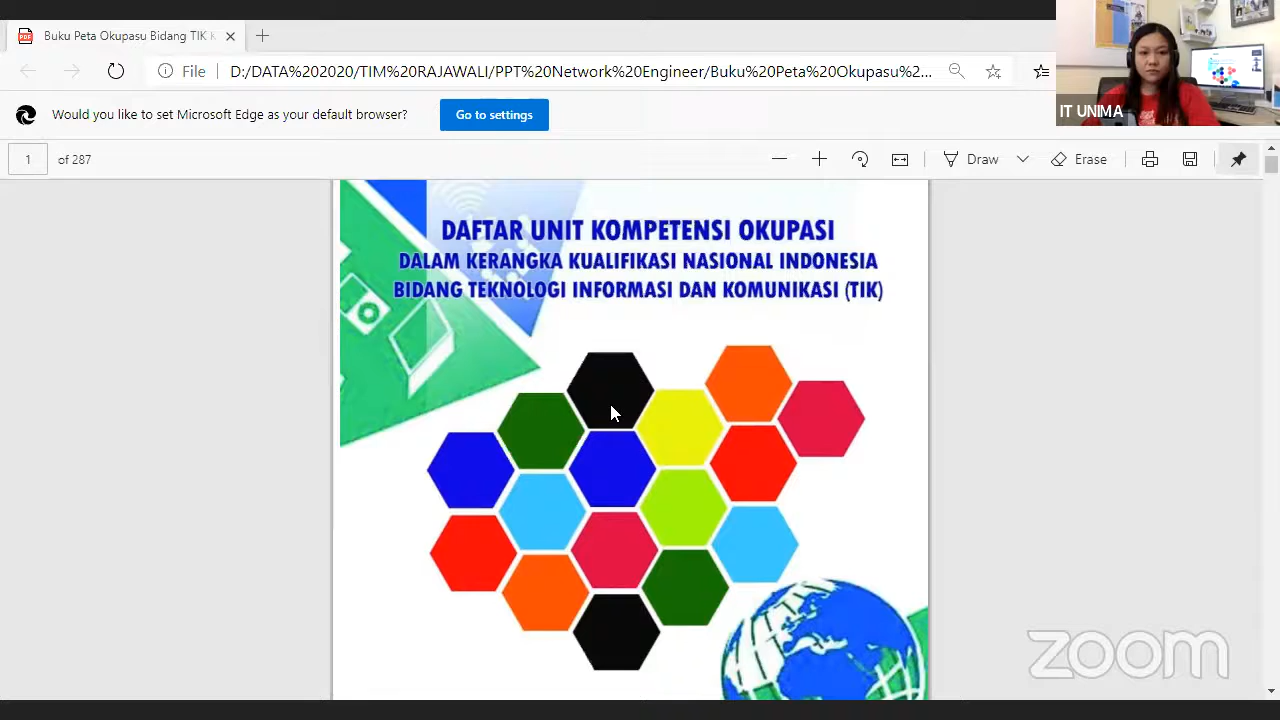 Buku Peta Okupasu Bidang TIK K
File
D:/DATA%202020/TIM%20RAJAWALI/PPT%20Network%20Engineer/Buku%20Peta%20Okupasu%2...
IT UNIMA
Would you like to set Microsoft Edge as your default browser?
Go to settings
1 of 287
Draw
Erase
DAFTAR UNIT KOMPETENSI OKUPASI
DALAM KERANGKA KUALIFIKASI NASIONAL INDONESIA
BIDANG TEKNOLOGI INFORMASI DAN KOMUNIKASI (TIK)
zoom